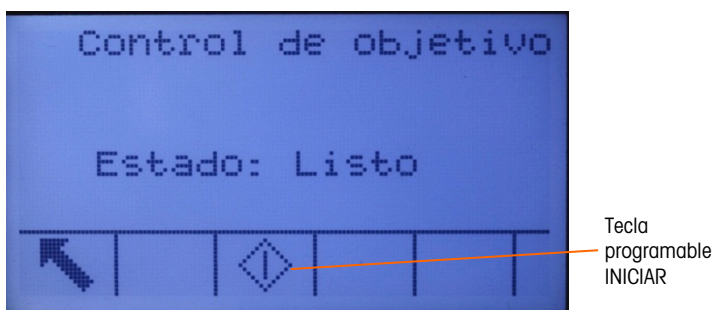 Control de objetivo
Estado: Listo
Tecla
programable
INICIAR